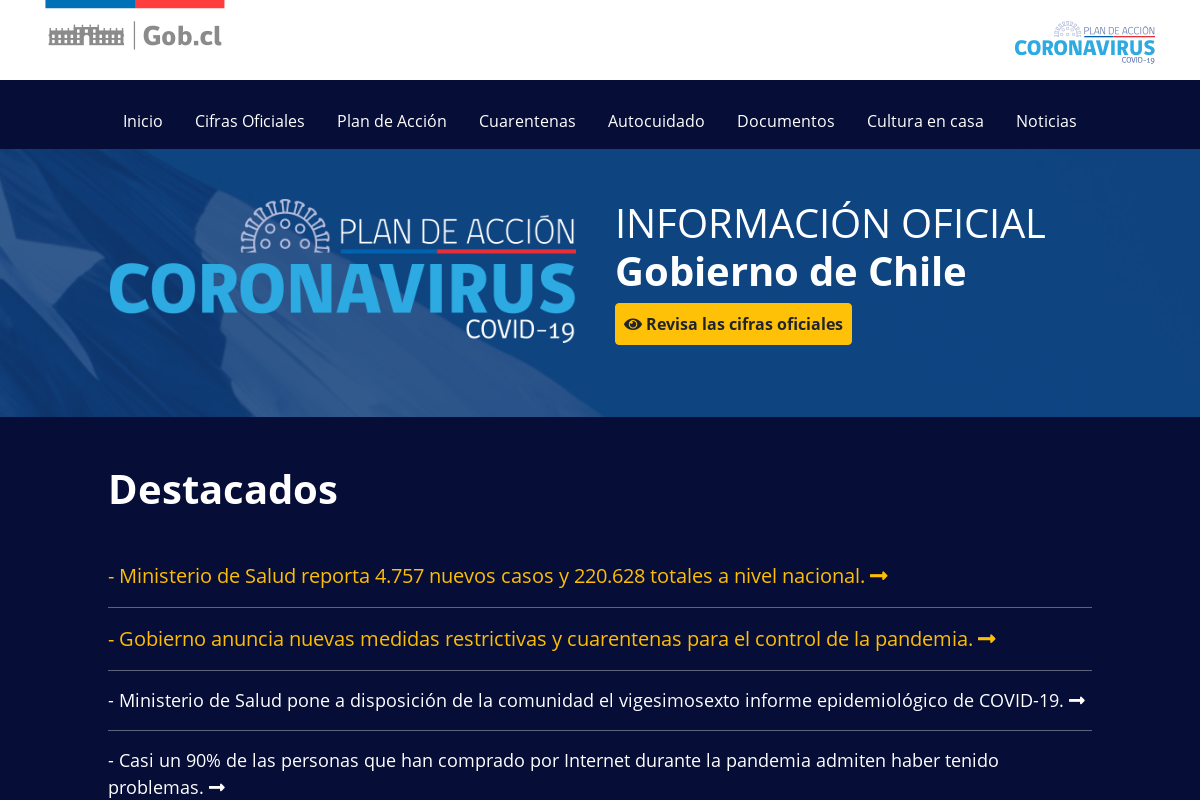 Gob.cl
PLAN DE ACCIÓN
CORONAVIRUS
COVID-19
Inicio Cifras Oficiales Plan de Acción Cuarentenas Autocuidado Documentos Cultura en casa Noticias
PLAN DE ACCIÓN
CORONAVIRUS
COVID-19
INFORMACIÓN OFICIAL
Gobierno de Chile
Revisa las cifras oficiales
Destacados
- Ministerio de Salud reporta 4.757 nuevos casos y 220.628 totales a nivel nacional.
- Gobierno anuncia nuevas medidas restrictivas y cuarentenas para el control de la pandemia.
- Ministerio de Salud pone a disposición de la comunidad el vigesimosexto informe epidemiológico de COVID-19.
- Casi un 90% de las personas que han comprado por Internet durante la pandemia admiten haber tenido
problemas.